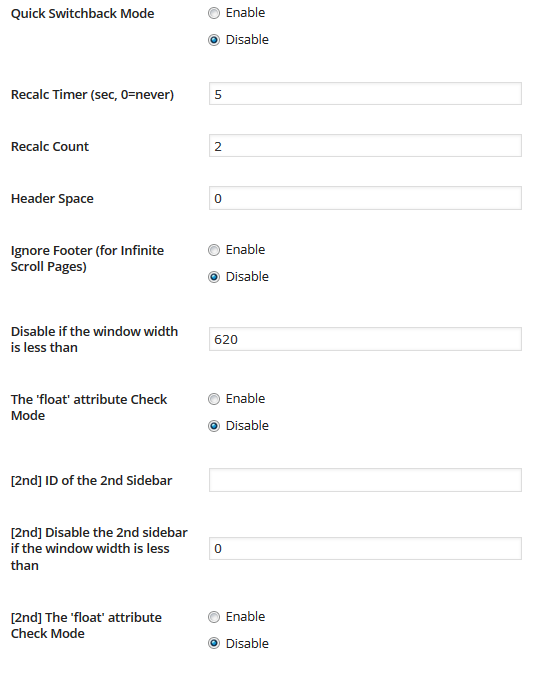 Quick Switchback Mode
Enable
Disable
Recalc Timer (sec, 0=never)
5
Recalc Count
2
Header Space
0
Ignore Footer (for Infinite
Scroll Pages)
Enable
Disable
Disable if the window width
is less than
620
The 'float' attribute Check
Mode
Enable
Disable
[2nd] ID of the 2nd Sidebar
[2nd] Disable the 2nd sidebar
if the window width is less
than
0
[2nd] The 'float' attribute
Check Mode
Enable
Disable